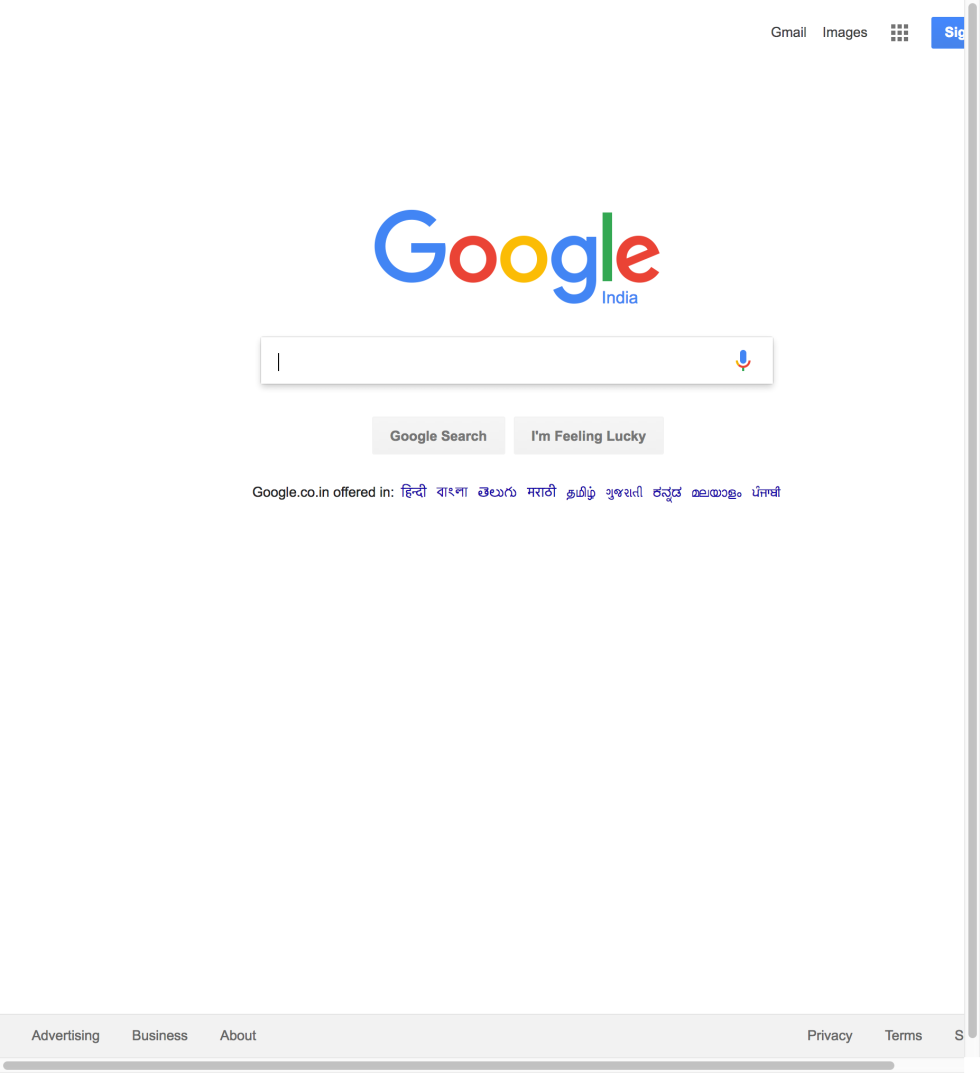 Gmail Images Sig
Google
India
Google Search I'm Feeling Lucky
Google.co.in offered in: हिन्दी বাংলা తెలుగు मराठी தமிழ் ગુજરાતી ಕನ್ನಡ മലയാളം ਪੰਜਾਬੀ
Advertising Business About Privacy Terms S